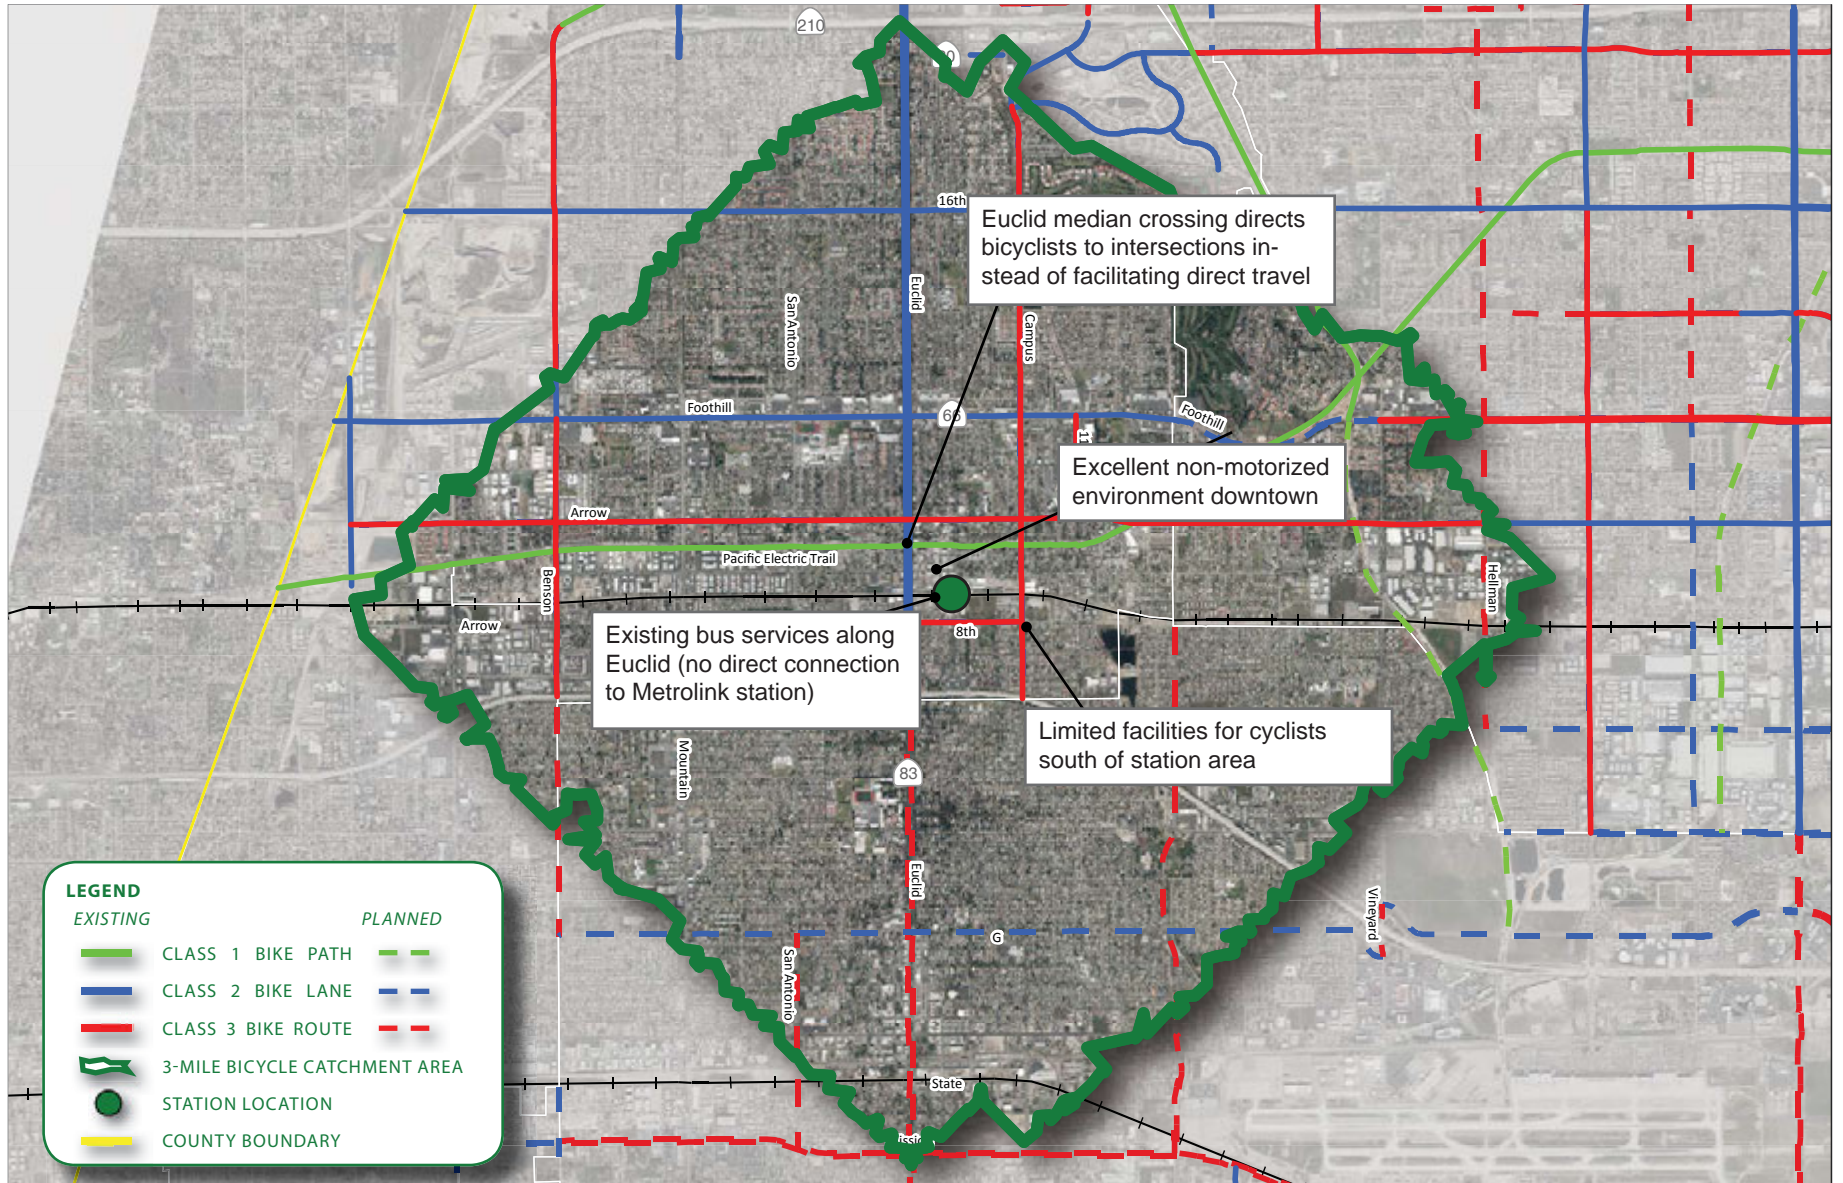 210
16th
Euclid median crossing directs
bicyclists to intersections in-
stead of facilitating direct travel
San Antonio
Euclid
Campus
Foothill
66
Foothill
Excellent non-motorized
environment downtown
Arrow
Pacific Electric Trail
Benson
Hellman
Arrow
8th
Existing bus services along
Euclid (no direct connection
to Metrolink station)
Limited facilities for cyclists
south of station area
Mountain
83
Euclid
Vineyard
G
San Antonio
State
LEGEND
EXISTING PLANNED
CLASS 1 BIKE PATH
CLASS 2 BIKE LANE
CLASS 3 BIKE ROUTE
3-MILE BICYCLE CATCHMENT AREA
STATION LOCATION
COUNTY BOUNDARY